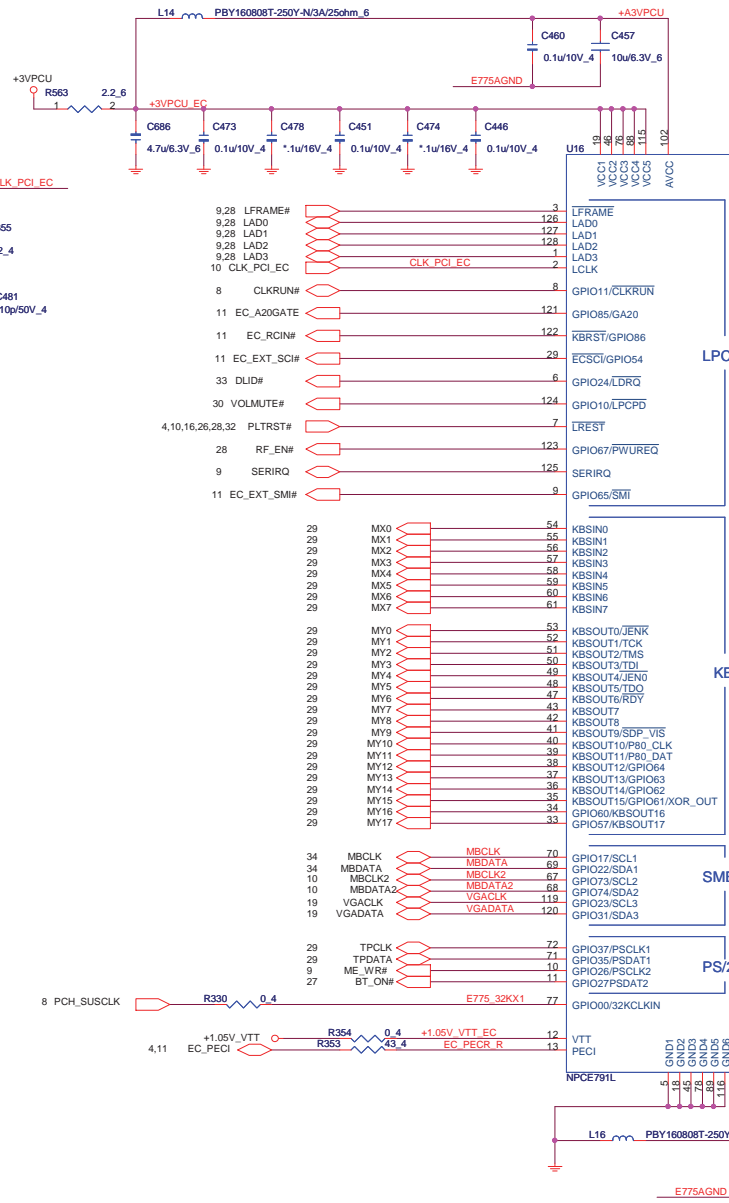 L14 PBY160808T-250Y-N/3A/25ohm_6 +A3VPCU
C460 C457
0.1u/10V_4 10u/6.3V_6
+3VPCU
R563 2.2_6 E775AGND
1 2 +3VPCU_EC
C686 C473 C478 C451 C474 C446
4.7u/6.3V_6 0.1u/10V_4 *.1u/16V_4 0.1u/10V_4 *.1u/16V_4 0.1u/10V_4
U16
19 46 76 88 115 102
VCC1 VCC2 VCC3 VCC4 VCC5 AVCC
LK_PCI_EC
9,28 LFRAME# 3 LFRAME
9,28 LAD0 126 LAD0
9,28 LAD1 127 LAD1
9,28 LAD2 128 LAD2
9,28 LAD3 1 LAD3
10 CLK_PCI_EC CLK_PCI_EC 2 LCLK
55
2_4
C481
10p/50V_4
8 CLKRUN# 8 GPIO11/CLKRUN
11 EC_A20GATE 121 GPIO85/GA20
11 EC_RCIN# 122 KBRST/GPIO86
11 EC_EXT_SCI# 29 ECSCI/GPIO54
LPC
33 DLID# 6 GPIO24/LDRQ
30 VOLMUTE# 124 GPIO10/LPCPD
4,10,16,26,28,32 PLTRST# 7 LREST
28 RF_EN# 123 GPIO67/PWUREQ
9 SERIRQ 125 SERIRQ
11 EC_EXT_SMI# 9 GPIO65/SMI
29 MX0 54 KBSIN0
29 MX1 55 KBSIN1
29 MX2 56 KBSIN2
29 MX3 57 KBSIN3
29 MX4 58 KBSIN4
29 MX5 59 KBSIN5
29 MX6 60 KBSIN6
29 MX7 61 KBSIN7
29 MY0 53 KBSOUT0/JENK
29 MY1 52 KBSOUT1/TCK
29 MY2 51 KBSOUT2/TMS
29 MY3 50 KBSOUT3/TDI
29 MY4 49 KBSOUT4/JEN0
29 MY5 48 KBSOUT5/TDO
29 MY6 47 KBSOUT6/RDY
29 MY7 43 KBSOUT7
29 MY8 42 KBSOUT8
29 MY9 41 KBSOUT9/SDP_VIS
29 MY10 40 KBSOUT10/P80_CLK
29 MY11 39 KBSOUT11/P80_DAT
29 MY12 38 KBSOUT12/GPIO64
29 MY13 37 KBSOUT13/GPIO63
29 MY14 36 KBSOUT14/GPIO62
29 MY15 35 KBSOUT15/GPIO61/XOR_OUT
29 MY16 34 GPIO60/KBSOUT16
29 MY17 33 GPIO57/KBSOUT17
34 MBCLK MBCLK 70 GPIO17/SCL1
34 MBDATA MBDATA 69 GPIO22/SDA1
10 MBCLK2 MBCLK2 67 GPIO73/SCL2
10 MBDATA2 MBDATA2 68 GPIO74/SDA2
19 VGACLK VGACLK 119 GPIO23/SCL3
19 VGADATA VGADATA 120 GPIO31/SDA3
29 TPCLK 72 GPIO37/PSCLK1
29 TPDATA 71 GPIO35/PSDAT1
9 ME_WR# 10 GPIO26/PSCLK2
27 BT_ON# 11 GPIO27PSDAT2
PS/2
8 PCH_SUSCLK R330 0_4 E775_32KX1 77 GPIO00/32KCLKIN
+1.05V_VTT R354 0_4 +1.05V_VTT_EC 12 VTT
4,11 EC_PECI R353 43_4 EC_PECR_R 13 PECI
GND1 GND2 GND3 GND4 GND5 GND6
NPCE791L
5 18 45 78 89 116
L16 PBY160808T-250Y
E775AGND